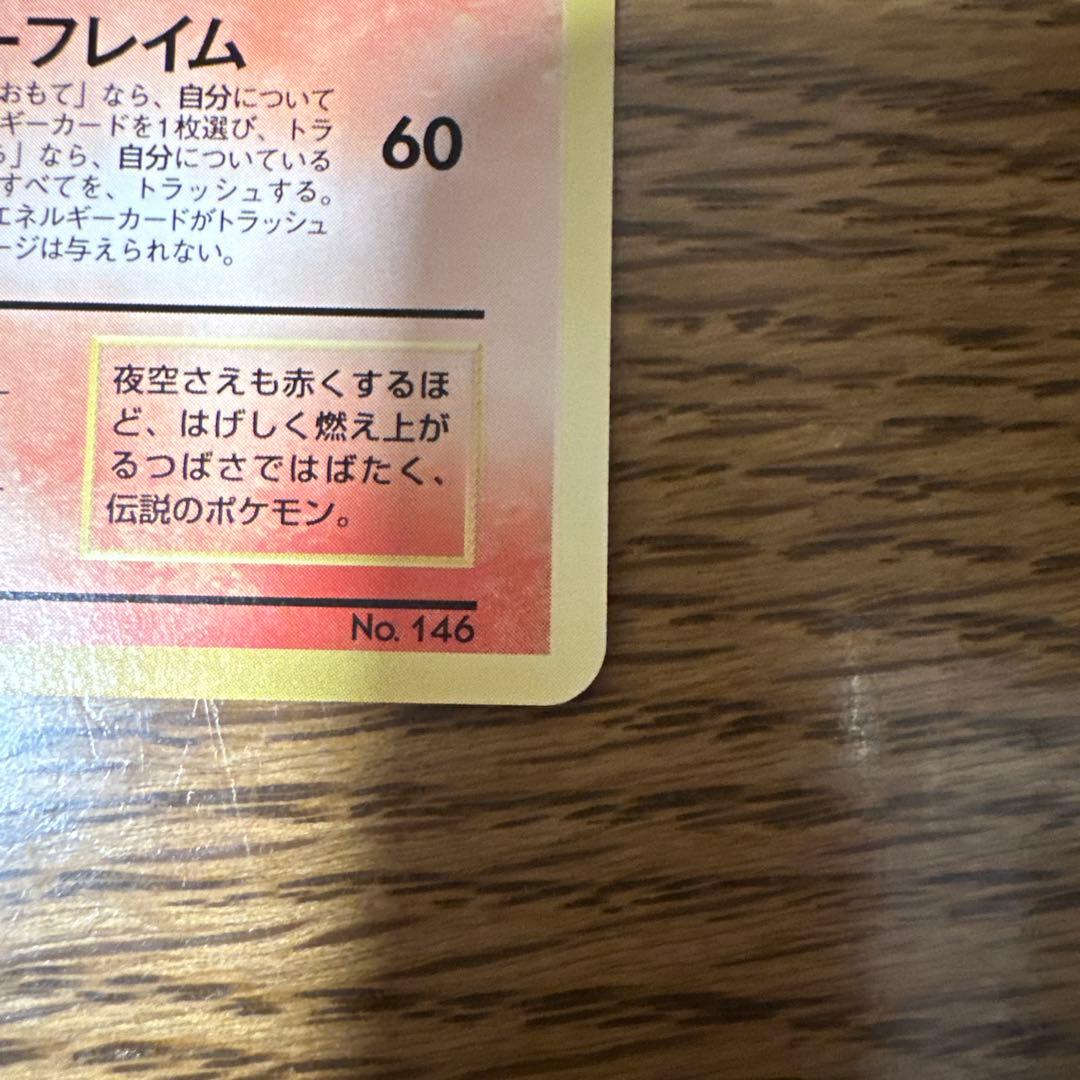 ーフレイム
おもて」なら、自分について
ギーカードを1枚選び、トラ
」なら、自分についている
すべてを、トラッシュする。
エネルギーカードがトラッシュ
ージは与えられない。
60
夜空さえも赤くするほ
ど、はげしく燃え上が
るつばさではばたく、
伝説のポケモン。
No. 146